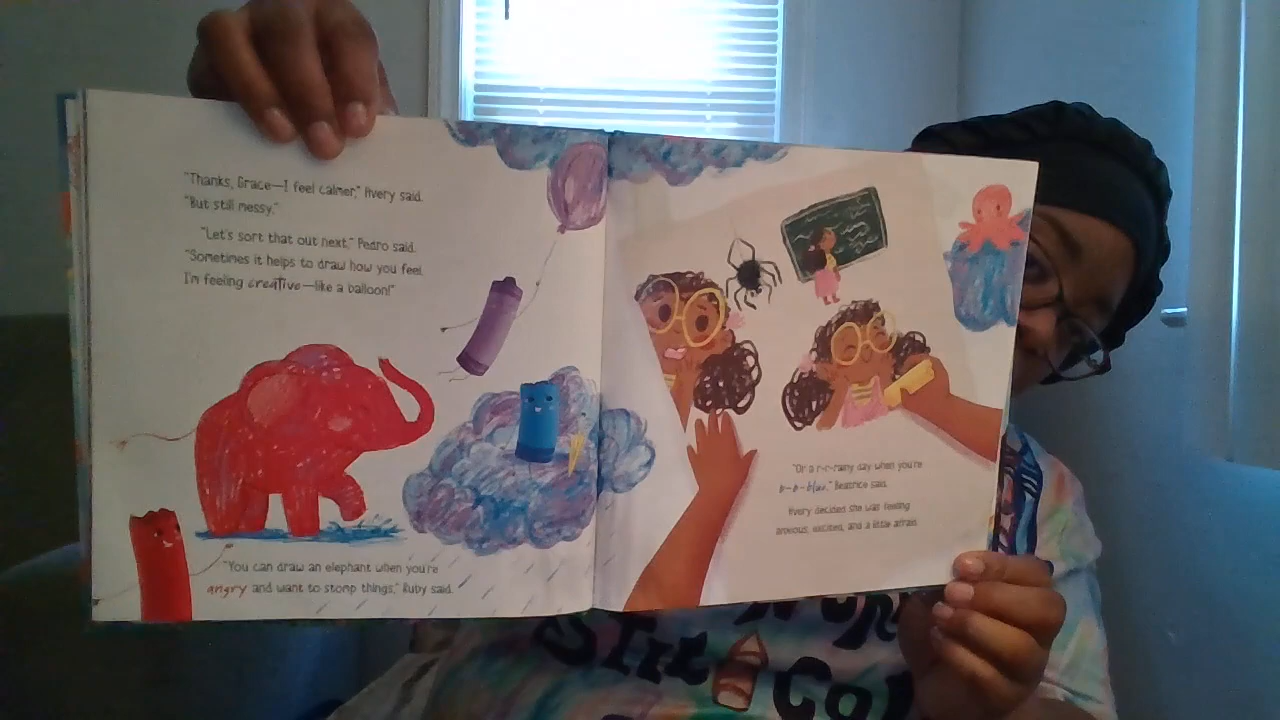 "Thanks, Grace—I feel calmer," Avery said.
"But still messy."
"Let's sort that out next," Pedro said.
"Sometimes it helps to draw how you feel.
I'm feeling creative—like a balloon!"
"You can draw an elephant when you're
angry and want to stomp things," Ruby said.
"Or a r-r-rainy day when you're
b-b-blue," Beatrice said.
Avery decided she was feeling
anxious, excited, and a little afraid.